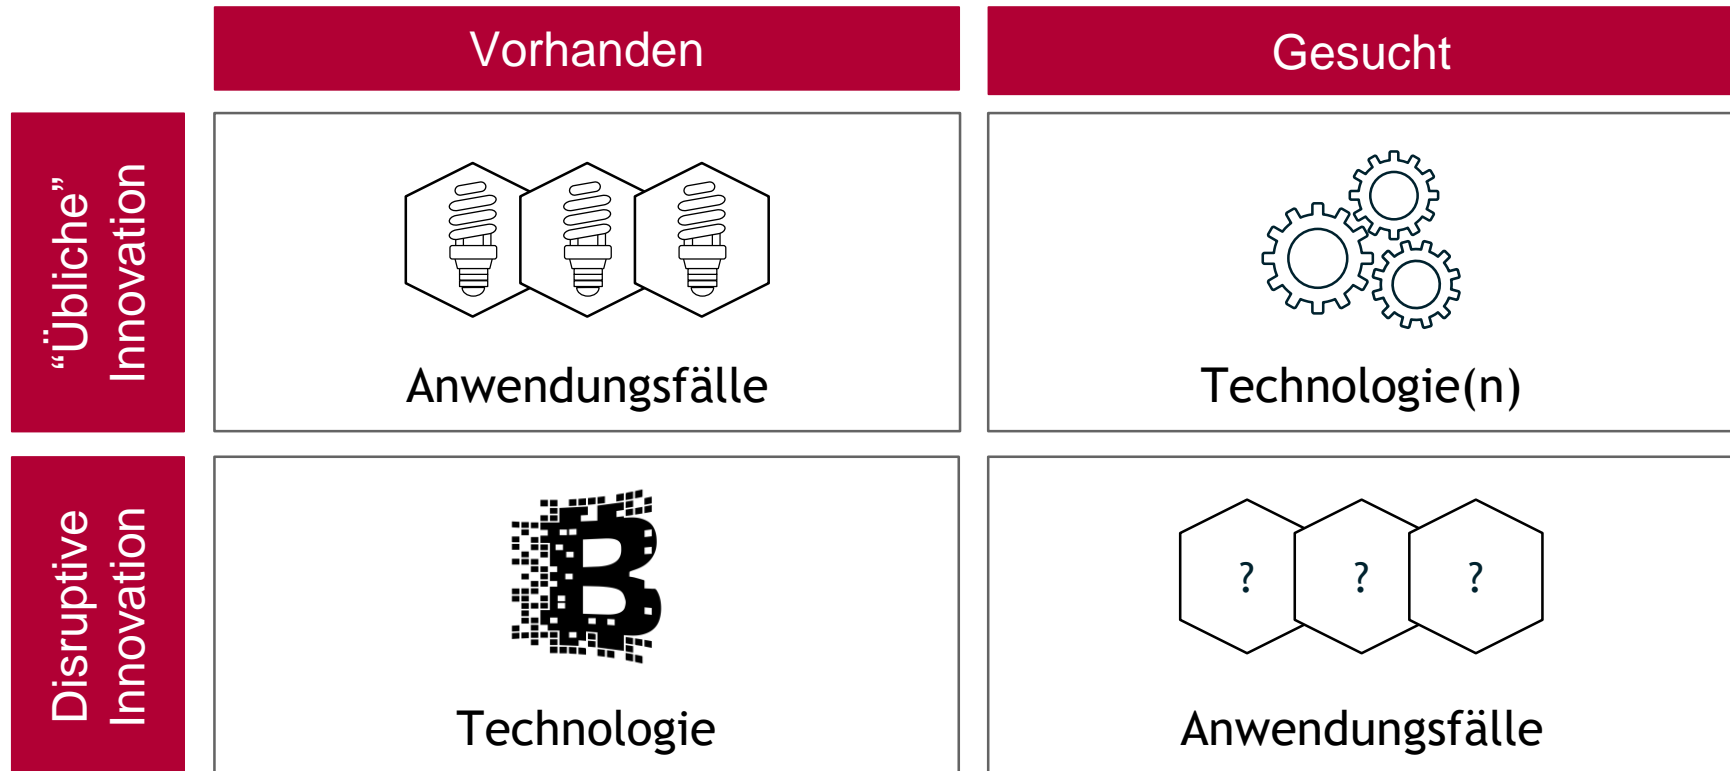 Vorhanden
Gesucht
“Übliche”
Innovation
Anwendungsfälle
Technologie(n)
Disruptive
Innovation
B
Technologie
? ? ?
Anwendungsfälle